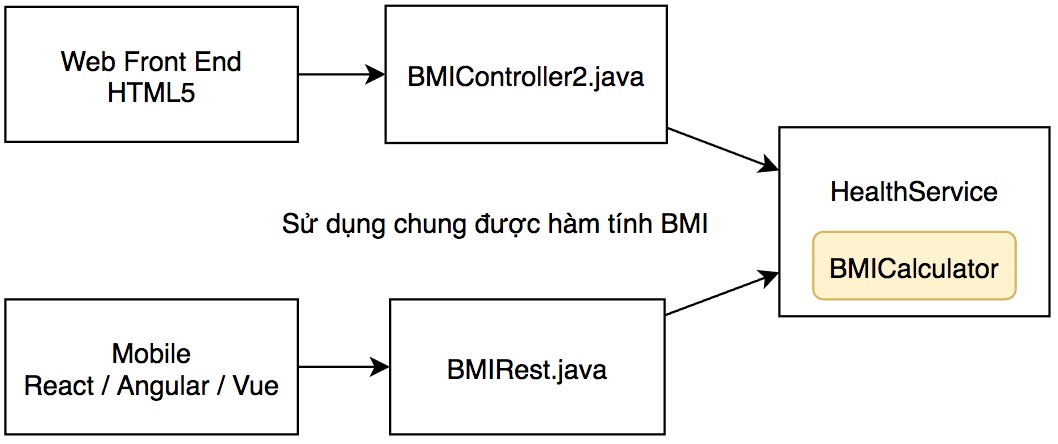 Web Front End
HTML5
BMIController2.java
HealthService
Sử dụng chung được hàm tính BMI
BMICalculator
Mobile
React / Angular / Vue
BMIRest.java